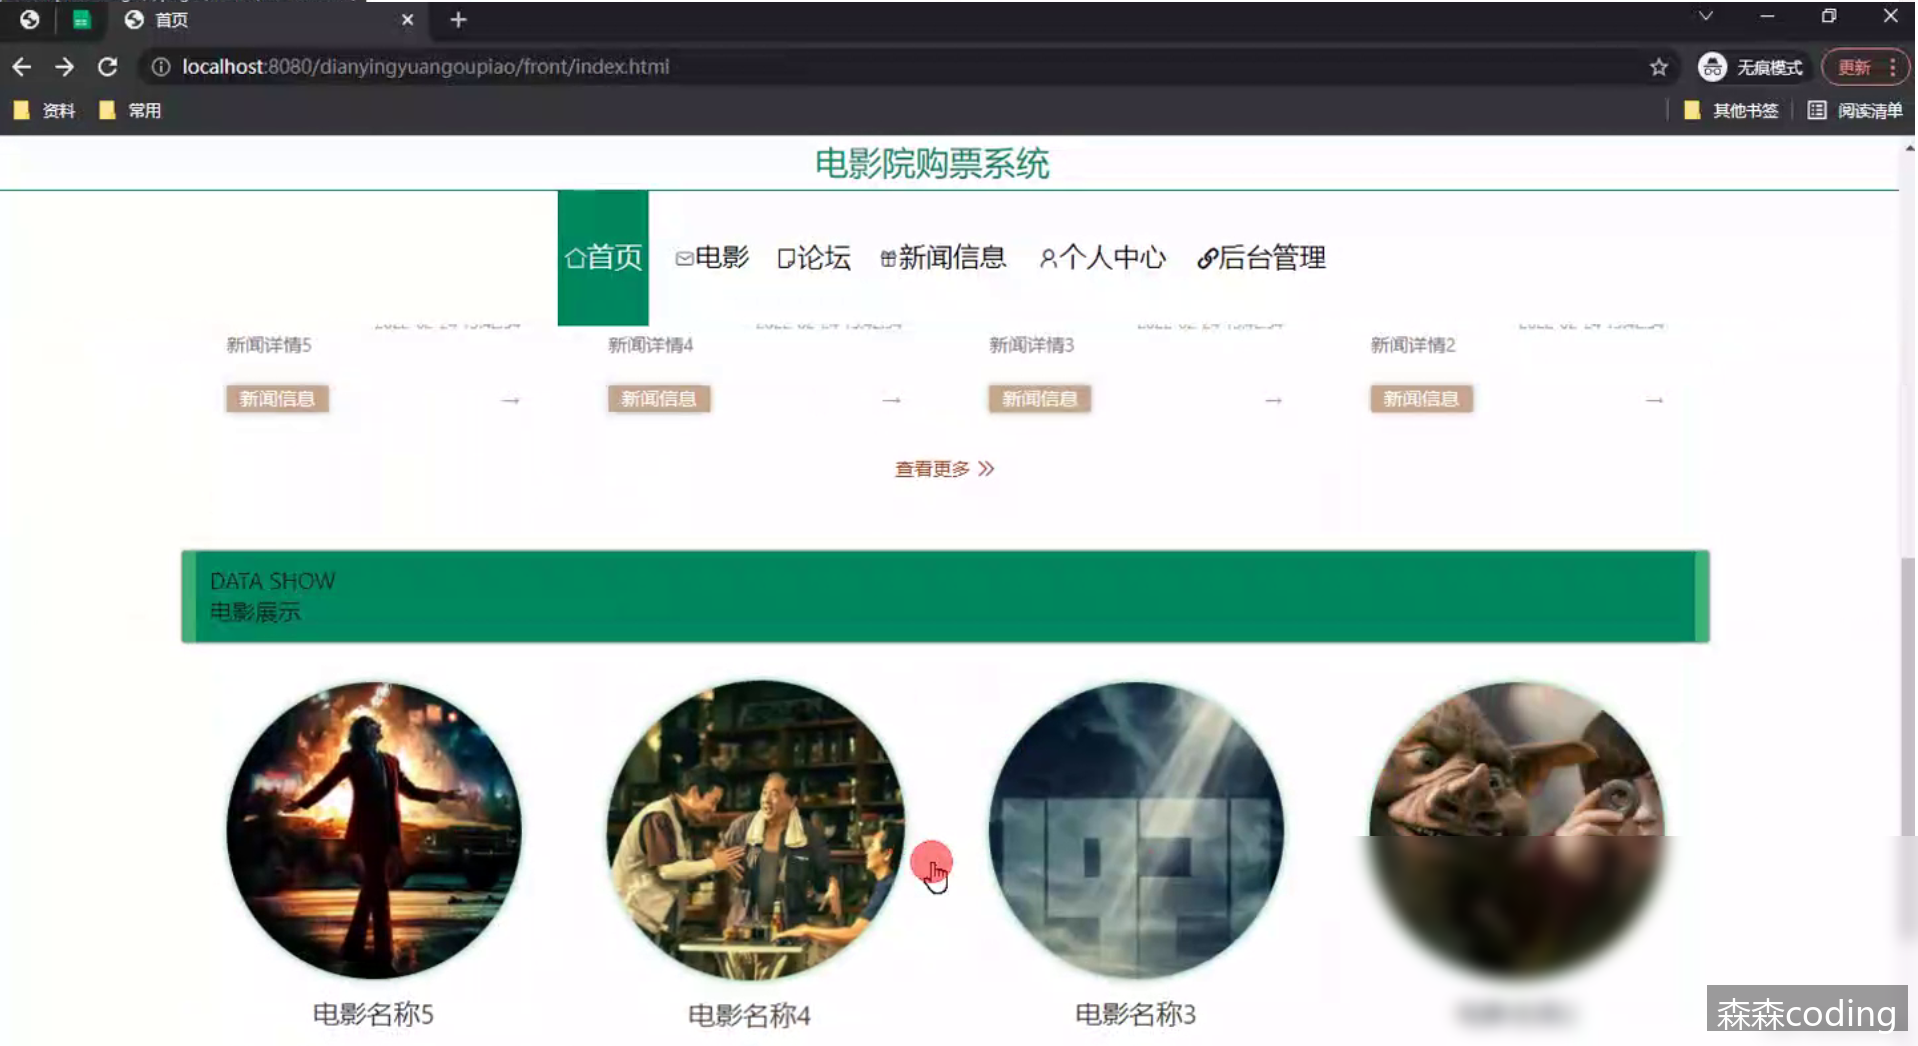 首页
localhost:8080/dianyingyuangoupiao/front/index.html
无痕模式
更新
资料
常用
其他书签
阅读清单
电影院购票系统
首页
电影
论坛
新闻信息
个人中心
后台管理
新闻详情5
新闻详情4
新闻详情3
新闻详情2
新闻信息 →
新闻信息 →
新闻信息 →
新闻信息 →
查看更多
DATA SHOW
电影展示
电影名称5
电影名称4
电影名称3
森森coding